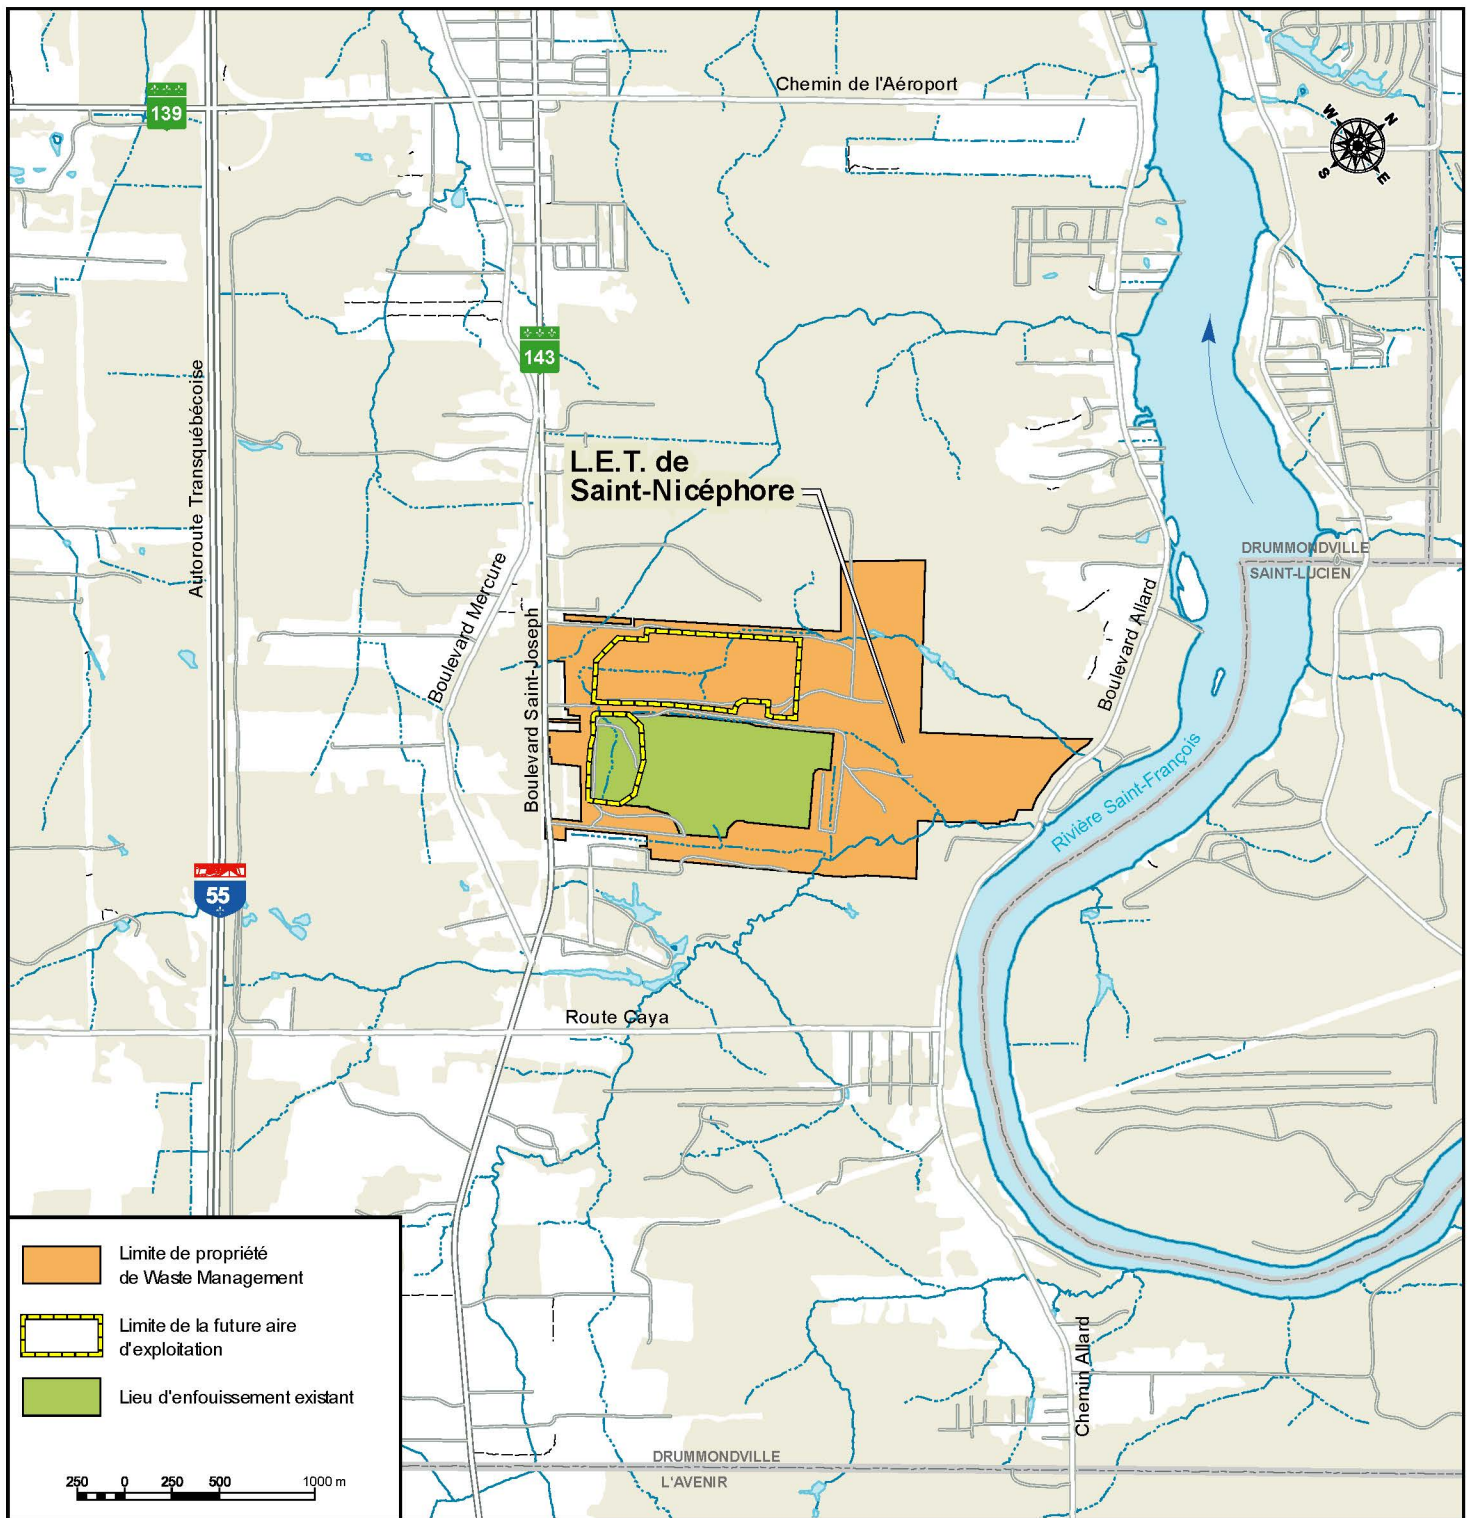 Chemin de l'Aéroport
139
W
N
S
E
143
Autoroute Transquébécoise
L.E.T. de
Saint-Nicéphore
Boulevard Mercure
Boulevard Saint-Joseph
Boulevard Allard
DRUMMONDVILLE
SAINT-LUCIEN
Rivière Saint-François
55
Route Caya
Limite de propriété
de Waste Management
Limite de la future aire
d'exploitation
Lieu d'enfouissement existant
Chemin Allard
DRUMMONDVILLE
L'AVENIR
250 0 250 500 1000 m